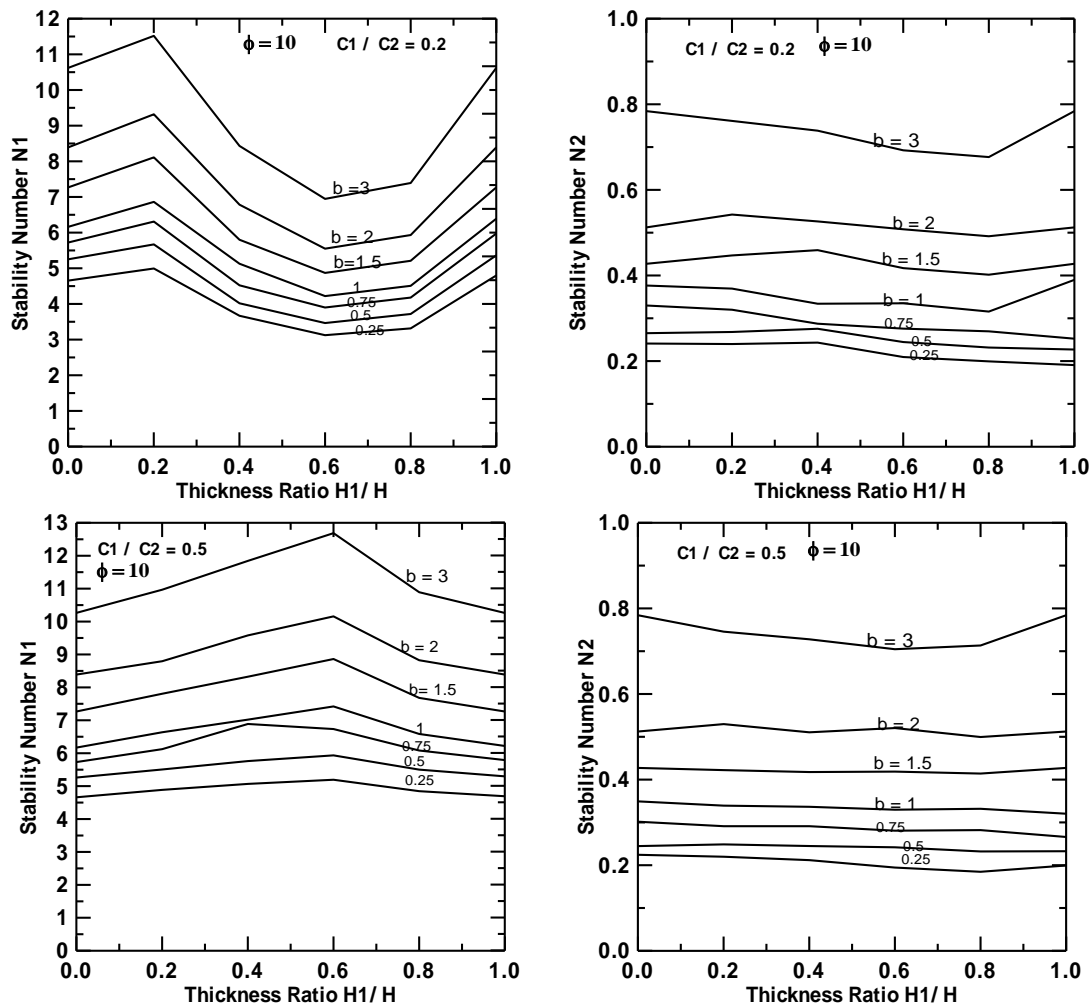 12
11
10
9
8
7
6
5
4
3
2
1
0
Stability Number N1
ϕ=10 C1 / C2 = 0.2
b =3
b = 2
b=1.5
1
0.75
0.5
0.25
0.0 0.2 0.4 0.6 0.8 1.0
Thickness Ratio H1/ H
1.0
0.8
0.6
0.4
0.2
0.0
Stability Number N2
C1 / C2 = 0.2 ϕ=10
b = 3
b = 2
b = 1.5
b = 1
0.75
0.5
0.25
0.0 0.2 0.4 0.6 0.8 1.0
Thickness Ratio H1/ H
13
12
11
10
9
8
7
6
5
4
3
2
1
0
Stability Number N1
C1 / C2 = 0.5
ϕ=10
b = 3
b = 2
b= 1.5
1
0.75
0.5
0.25
0.0 0.2 0.4 0.6 0.8 1.0
Thickness Ratio H1/ H
1.0
0.8
0.6
0.4
0.2
0.0
Stability Number N2
C1 / C2 = 0.5 ϕ=10
b = 3
b = 2
b = 1.5
b = 1
0.75
0.5
0.25
0.0 0.2 0.4 0.6 0.8 1.0
Thickness Ratio H1/ H